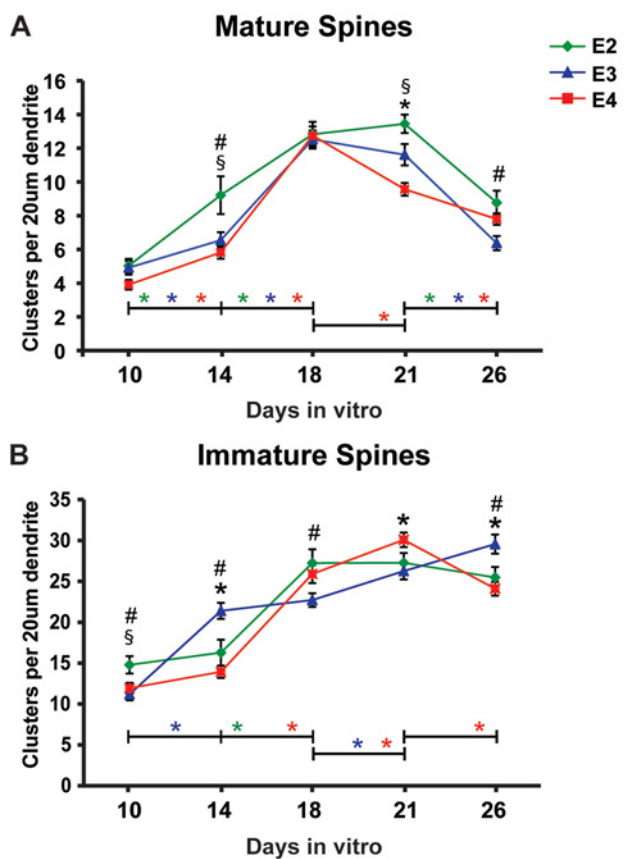 A Mature Spines
E2
E3
E4
Clusters per 20um dendrite
16
14
12
10
8
6
4
2
0
#
§
§
*
#
* * * * * * * * * *
10 14 18 21 26
Days in vitro
B Immature Spines
Clusters per 20um dendrite
35
30
25
20
15
10
5
0
#
§
#
*
#
*
#
*
* * * * * *
10 14 18 21 26
Days in vitro